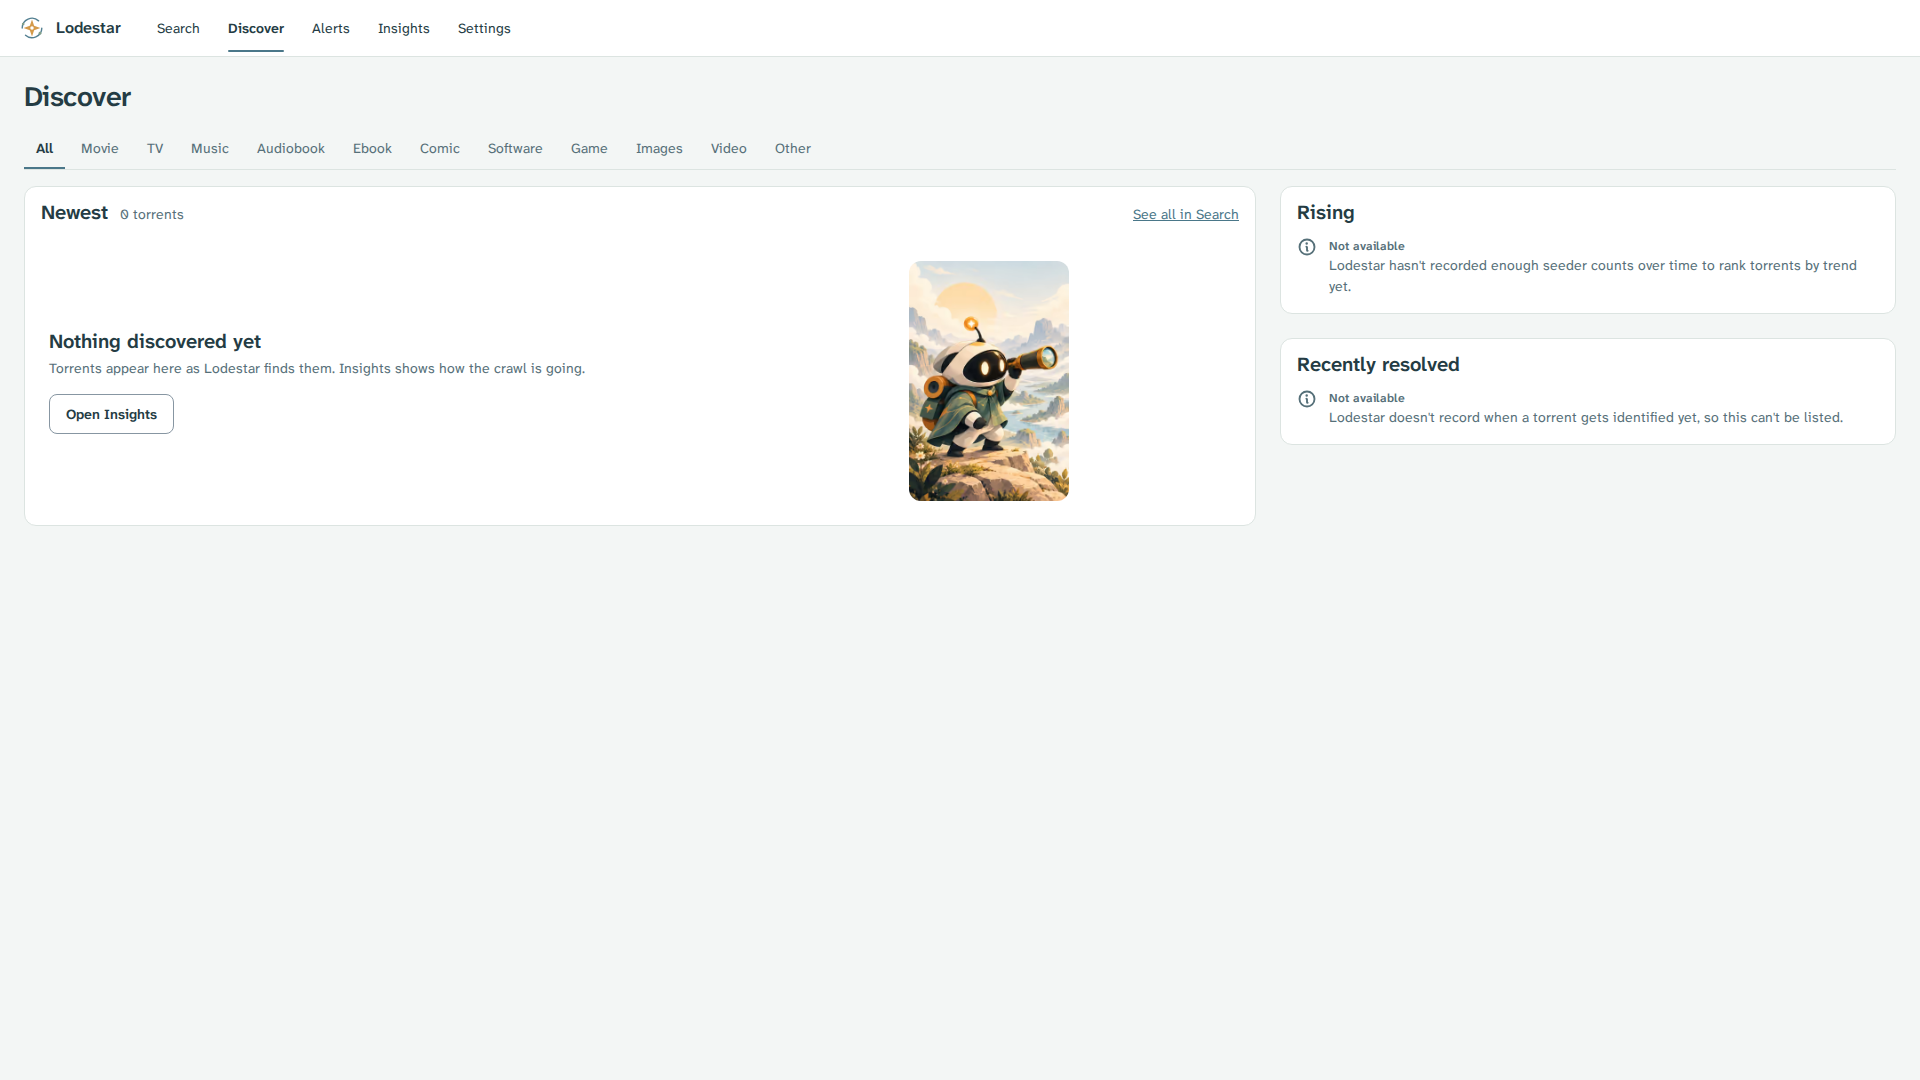 Lodestar
Search
Discover
Alerts
Insights
Settings
Discover
All
Movie
TV
Music
Audiobook
Ebook
Comic
Software
Game
Images
Video
Other
Newest
0 torrents
See all in Search
Nothing discovered yet
Torrents appear here as Lodestar finds them. Insights shows how the crawl is going.
Open Insights
Rising
Not available
Lodestar hasn't recorded enough seeder counts over time to rank torrents by trend
yet.
Recently resolved
Not available
Lodestar doesn't record when a torrent gets identified yet, so this can't be listed.